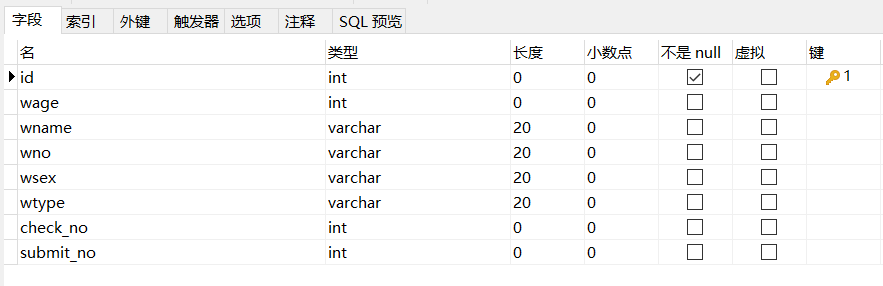 字段 索引 外键 触发器 选项 注释 SQL 预览
名 类型 长度 小数点 不是 null 虚拟 键
id int 0 0 1
wage int 0 0
wname varchar 20 0
wno varchar 20 0
wsex varchar 20 0
wtype varchar 20 0
check_no int 0 0
submit_no int 0 0